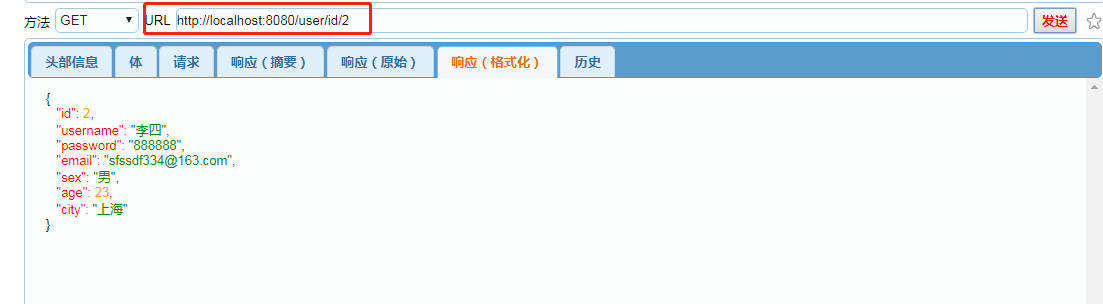 方法 GET URL http://localhost:8080/user/id/2 发送
头部信息 体 请求 响应（摘要） 响应（原始） 响应（格式化） 历史
{
"id": 2,
"username": "李四",
"password": "888888",
"email": "sfssdf334@163.com",
"sex": "男",
"age": 23,
"city": "上海"
}